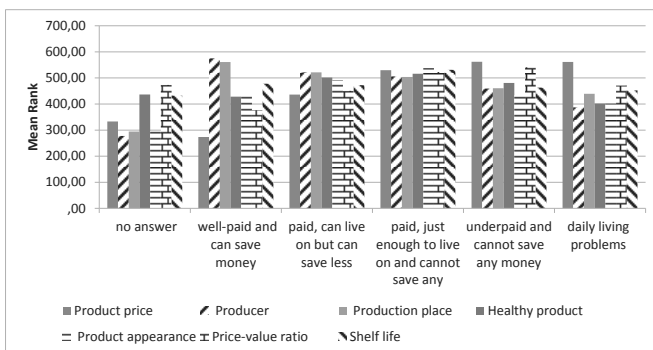 700,00
600,00
500,00
400,00
300,00
200,00
100,00
,00
Mean Rank
no answer
well-paid and
can save
money
paid, can live
on but can
save less
paid, just
enough to live
on and cannot
save any
underpaid and
cannot save
any money
daily living
problems
Product price
Producer
Production place
Healthy product
Product appearance
Price-value ratio
Shelf life